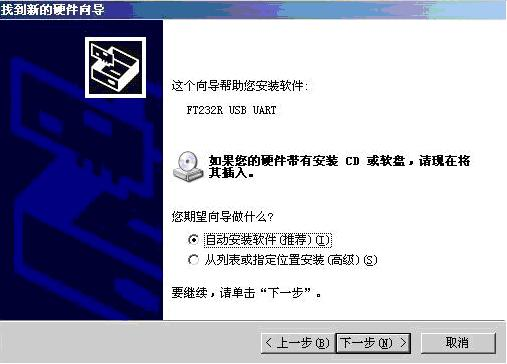 找到新的硬件向导
这个向导帮助您安装软件:
FT232R USB UART
如果您的硬件带有安装 CD 或软盘，请现在将
其插入。
您期望向导做什么?
自动安装软件(推荐)(I)
从列表或指定位置安装(高级)(S)
要继续，请单击“下一步”。
< 上一步(B) 下一步(N) > 取消